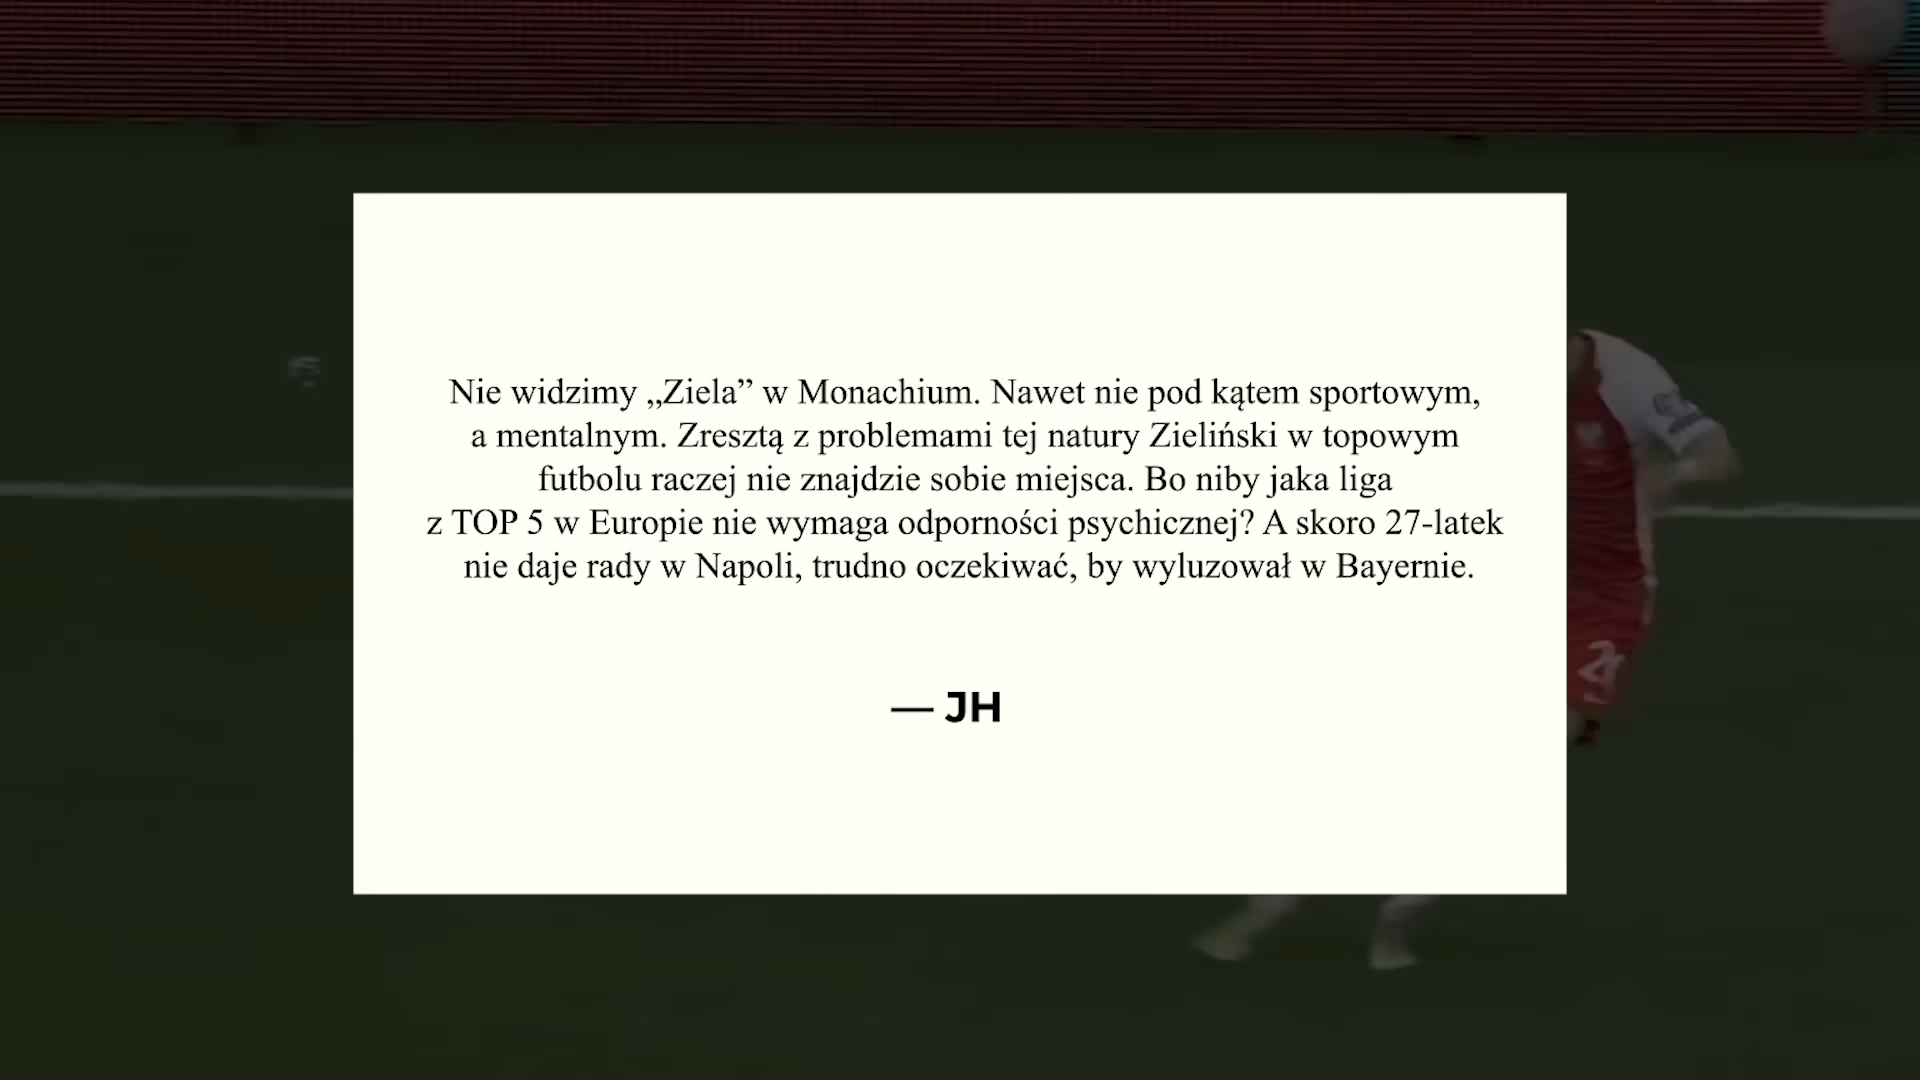 Nie widzimy „Ziela” w Monachium. Nawet nie pod kątem sportowym,
a mentalnym. Zresztą z problemami tej natury Zieliński w topowym
futbolu raczej nie znajdzie sobie miejsca. Bo niby jaka liga
z TOP 5 w Europie nie wymaga odporności psychicznej? A skoro 27-latek
nie daje rady w Napoli, trudno oczekiwać, by wyluzował w Bayernie.
— JH